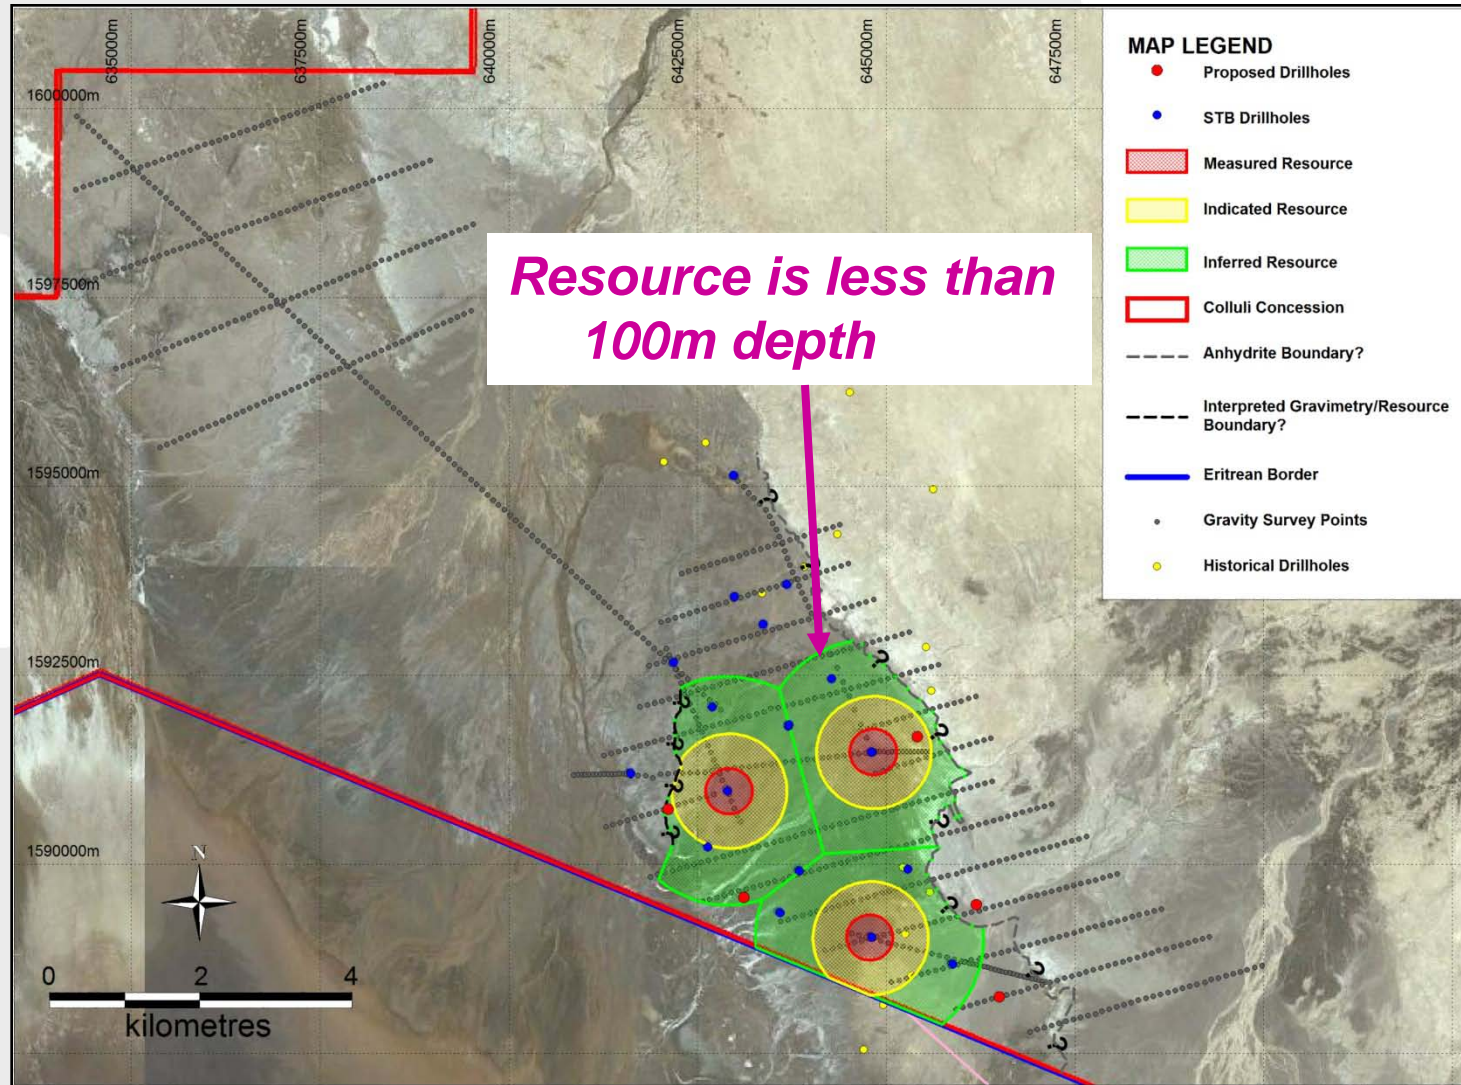 635000m
637500m
640000m
642500m
645000m
647500m
1600000m
1597500m
1595000m
1592500m
1590000m
Resource is less than
100m depth
MAP LEGEND
Proposed Drillholes
STB Drillholes
Measured Resource
Indicated Resource
Inferred Resource
Colluli Concession
Anhydrite Boundary?
Interpreted Gravimetry/Resource
Boundary?
Eritrean Border
Gravity Survey Points
Historical Drillholes
?
?
?
?
?
?
?
?
?
?
?
?
N
0 2 4
kilometres